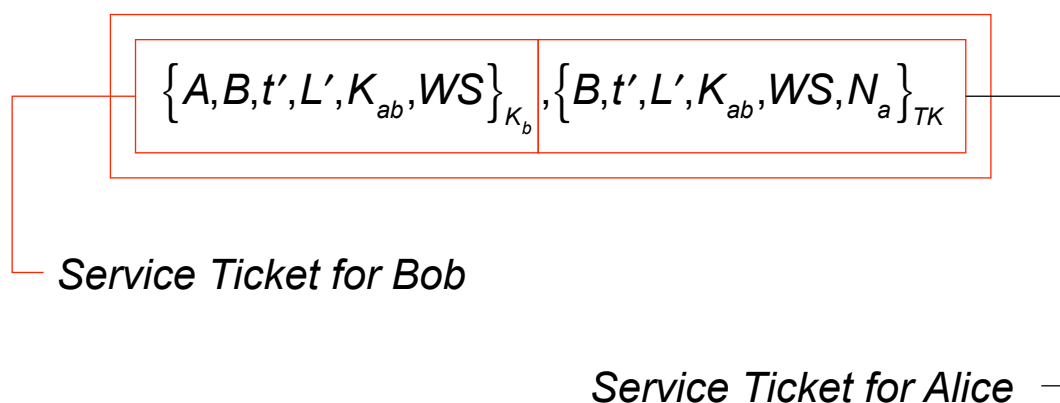 {A,B,t′,L′,K_ab,WS}_K_b,{B,t′,L′,K_ab,WS,N_a}_TK
Service Ticket for Bob
Service Ticket for Alice